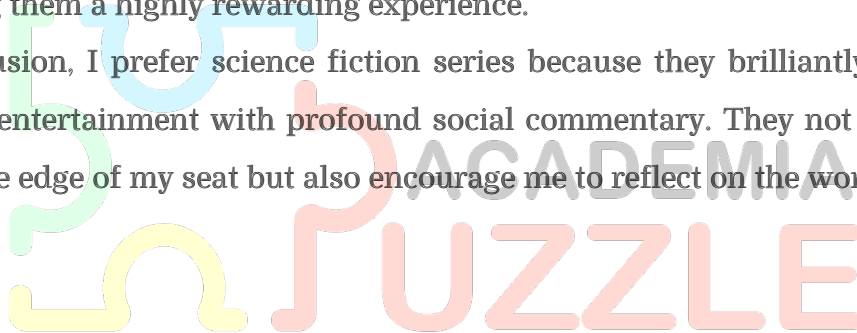 them a highly rewarding experience.
usion, I prefer science fiction series because they brilliantly
entertainment with profound social commentary. They not
e edge of my seat but also encourage me to reflect on the wor
ACADEMIA
PUZZLE